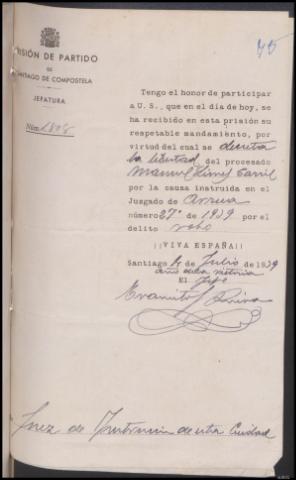 75
PRISIÓN DE PARTIDO
DE
SANTIAGO DE COMPOSTELA
JEFATURA
Núm. 1808
Tengo el honor de participar
a U.S., que en el día de hoy, se
ha recibido en esta prisión su
respetable mandamiento, por
virtud del cual se decreta
la libertad del procesado
Manuel
por la causa instruida en el
Juzgado de Arzua
número 27 de 1939 por el
delito robo
¡¡VIVA ESPAÑA!!
Santiago de Julio de 1939
año de la victoria
El Jefe
Juez de Instrucción de esta Ciudad